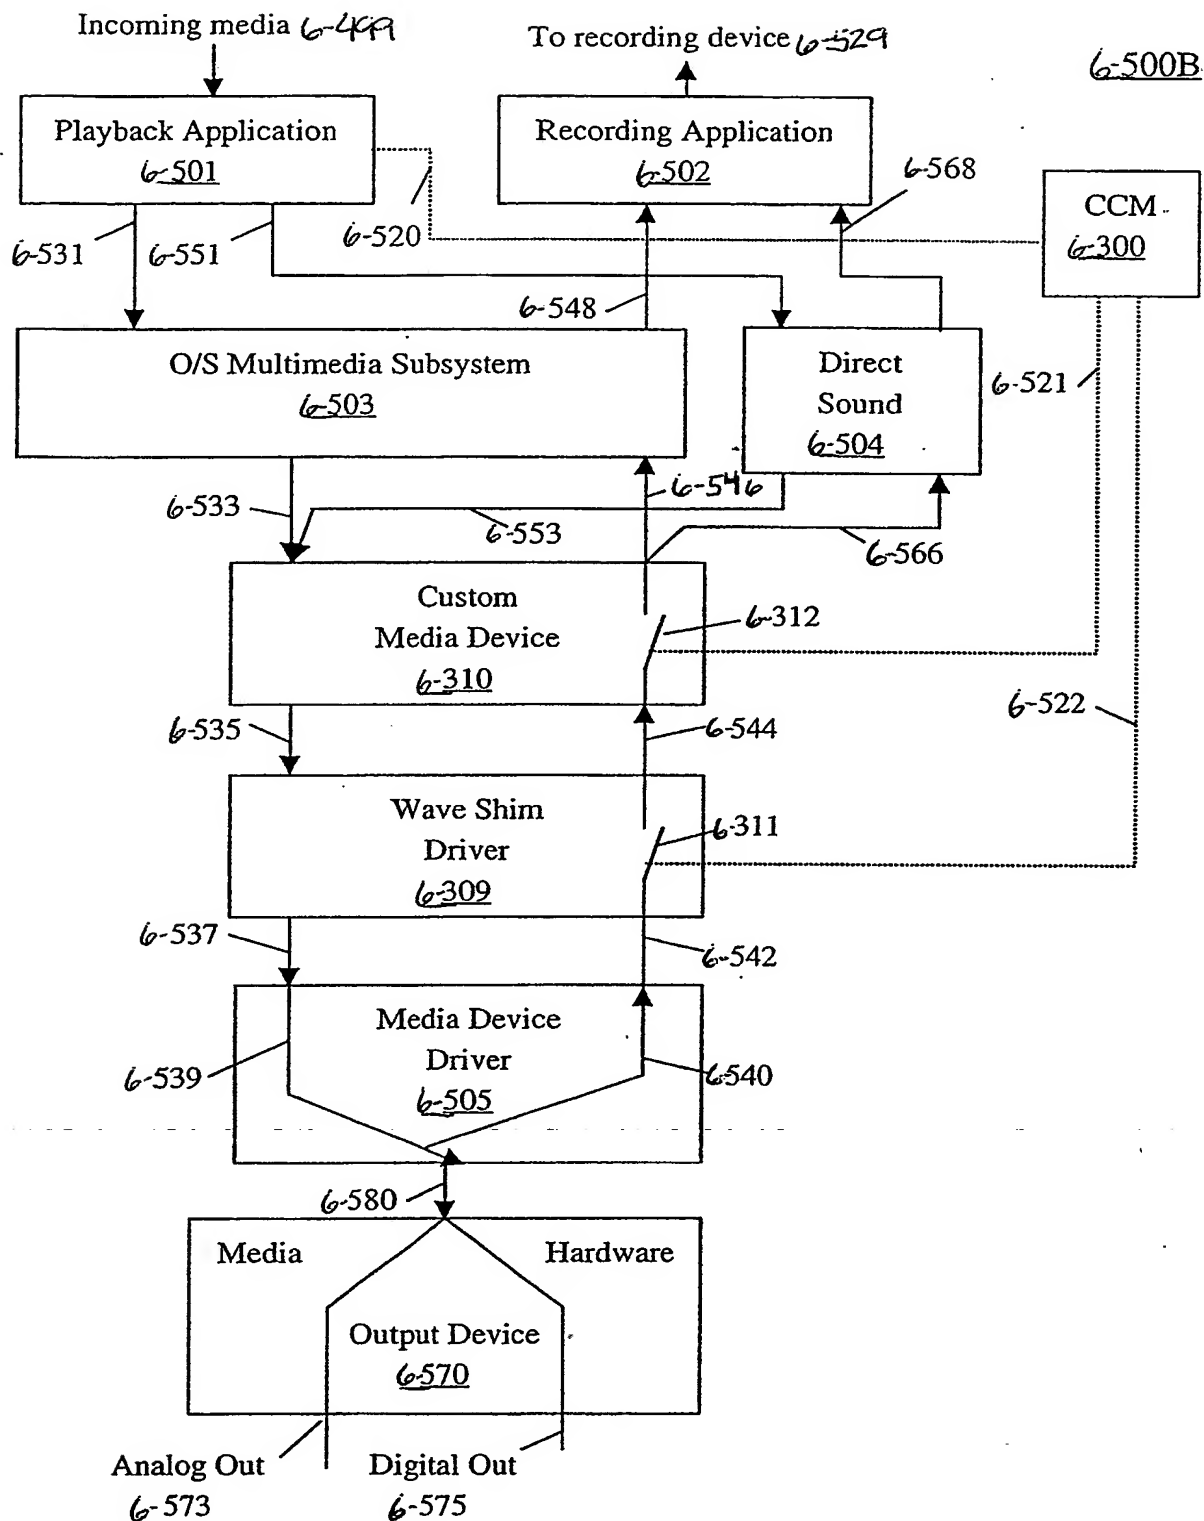 Incoming media 6-499
To recording device 6-529
6-500B
Playback Application
6-501
Recording Application
6-502
6-568
CCM
6-300
6-531
6-551
6-520
6-548
O/S Multimedia Subsystem
6-503
Direct
Sound
6-504
6-521
6-533
6-553
6-546
6-566
Custom
Media Device
6-310
6-312
6-522
6-535
6-544
Wave Shim
Driver
6-309
6-311
6-537
6-542
Media Device
Driver
6-505
6-539
6-540
6-580
Media
Hardware
Output Device
6-570
Analog Out
6-573
Digital Out
6-575